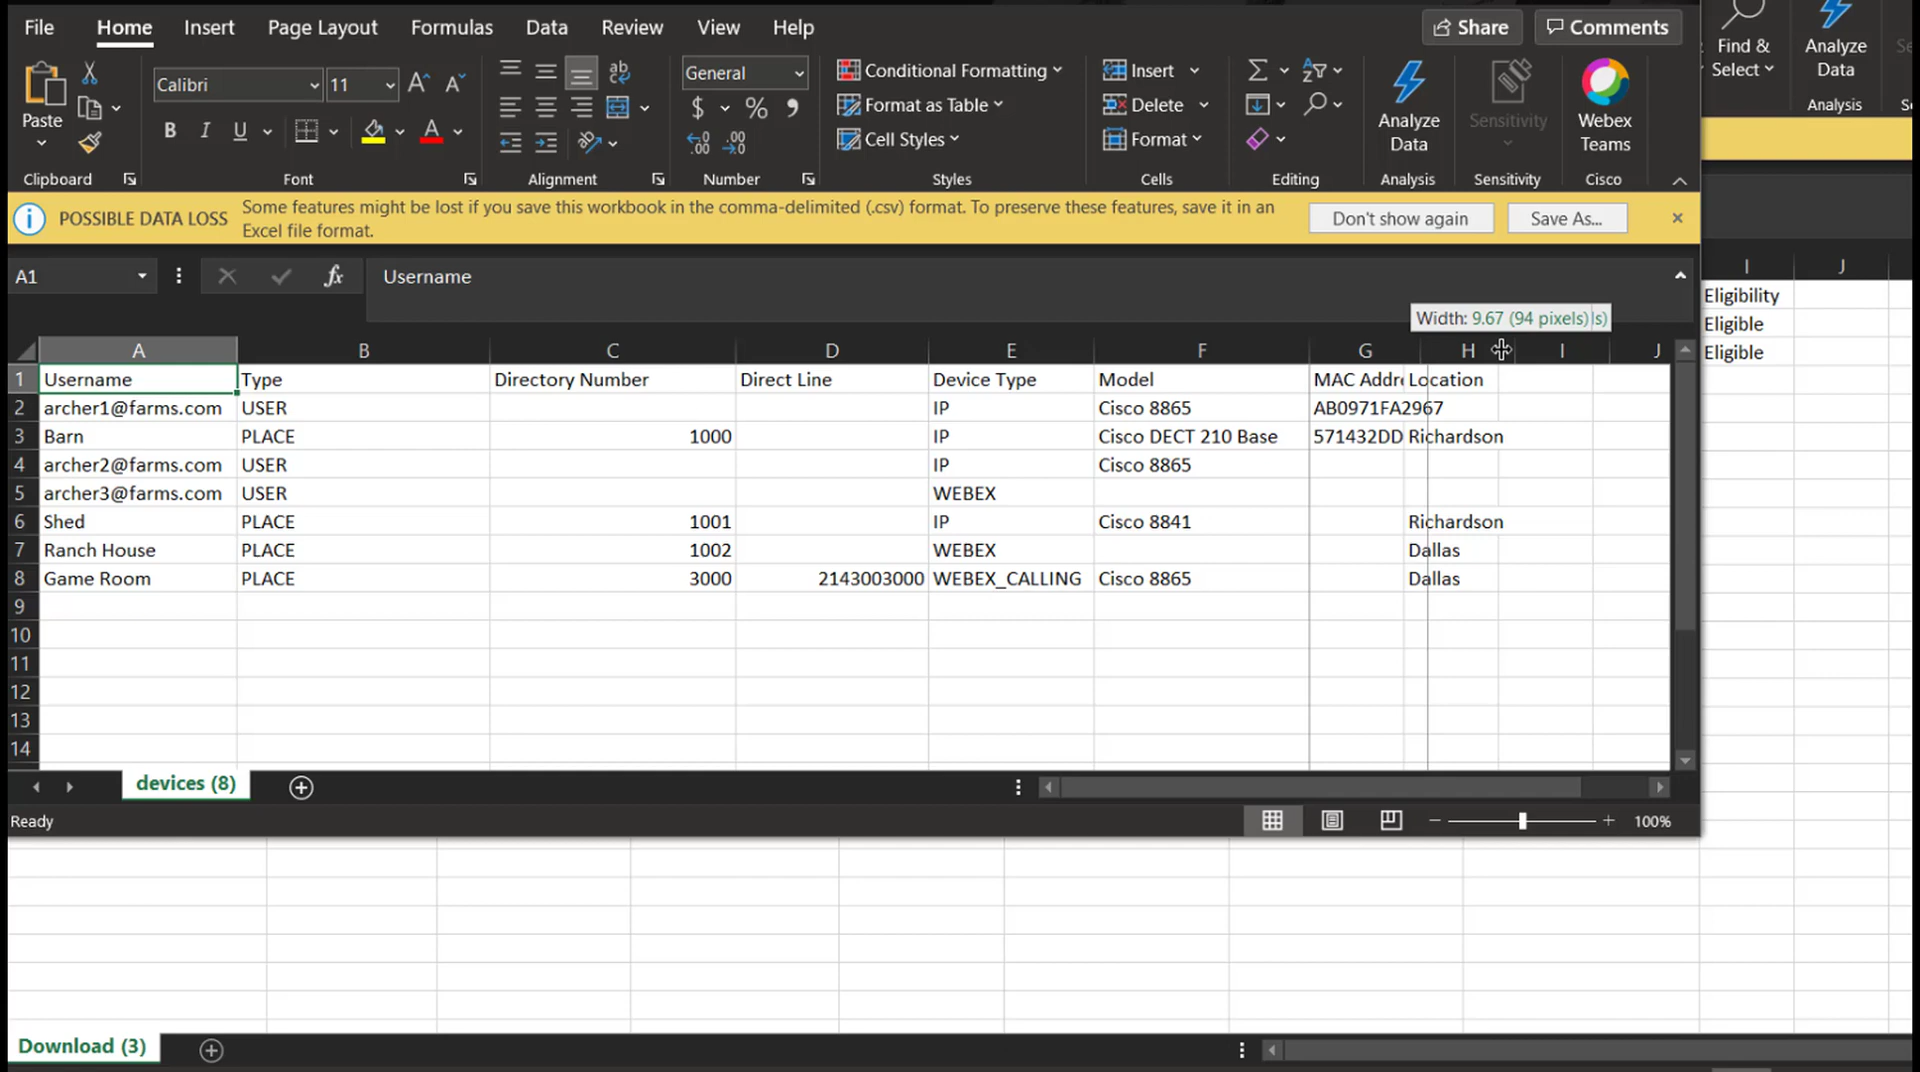 File Home Insert Page Layout Formulas Data Review View Help Share Comments
Find & Select
Analyze Data
Analysis
Paste
Calibri 11
B I U
General
$ % 9
Conditional Formatting
Format as Table
Cell Styles
Insert
Delete
Format
Analyze Data
Sensitivity
Webex Teams
Clipboard Font Alignment Number Styles Cells Editing Analysis Sensitivity Cisco
POSSIBLE DATA LOSS Some features might be lost if you save this workbook in the comma-delimited (.csv) format. To preserve these features, save it in an
Excel file format.
Don't show again Save As...
A1 fx Username
Width: 9.67 (94 pixels)
I J
Eligibility
Eligible
Eligible
A B C D E F G H I J
1 Username Type Directory Number Direct Line Device Type Model MAC Addre Location
2 archer1@farms.com USER IP Cisco 8865 AB0971FA2967
3 Barn PLACE 1000 IP Cisco DECT 210 Base 571432DD Richardson
4 archer2@farms.com USER IP Cisco 8865
5 archer3@farms.com USER WEBEX
6 Shed PLACE 1001 IP Cisco 8841 Richardson
7 Ranch House PLACE 1002 WEBEX Dallas
8 Game Room PLACE 3000 2143003000 WEBEX_CALLING Cisco 8865 Dallas
9
10
11
12
13
14
devices (8)
Ready 100%
Download (3)